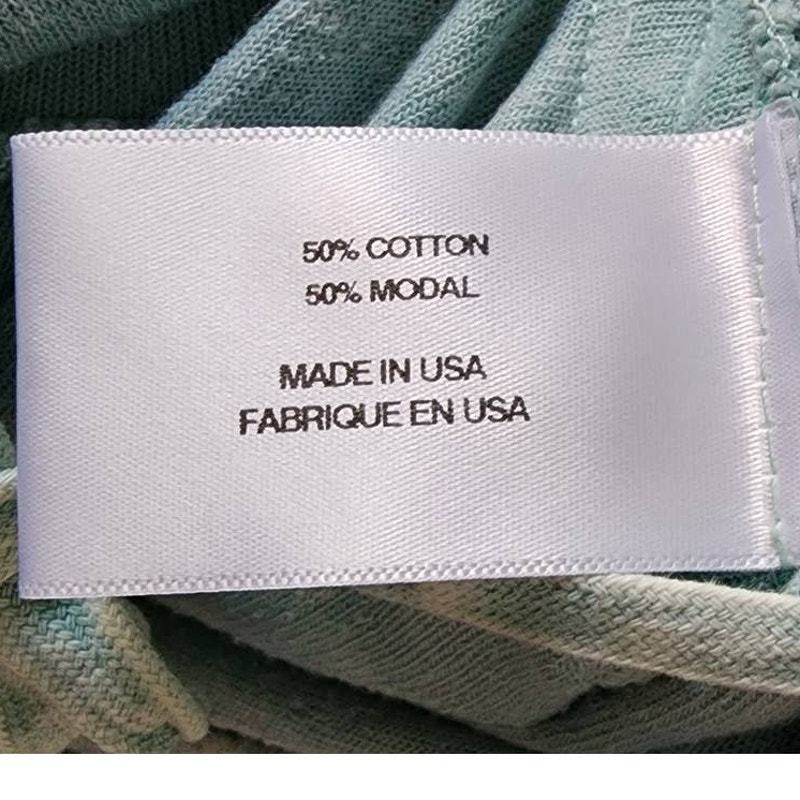 50% COTTON
50% MODAL
MADE IN USA
FABRIQUE EN USA